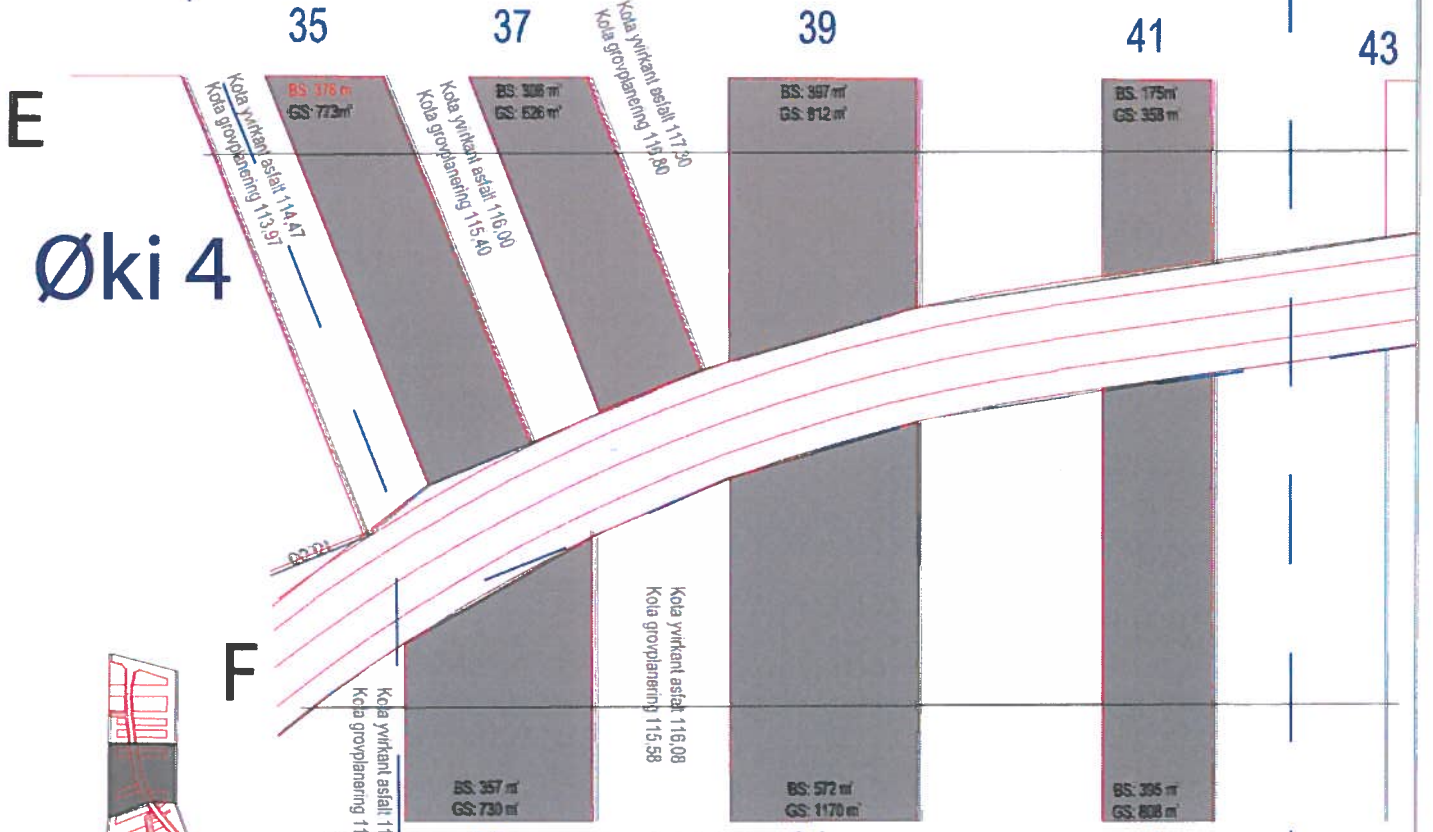 35
37
39
41
43
E
BS: 376 m
GS: 773m²
BS: 308 m²
GS: 626 m²
BS: 397 m²
GS: 812 m²
BS: 175m²
GS: 358 m²
Kota yvirkant asfalt 114,47
Kota grovplanering 113,97
Kota yvirkant asfalt 116,00
Kota grovplanering 115,40
Kota yvirkant asfalt 117,30
Kota grovplanering 116,80
Øki 4
F
Kota yvirkant asfalt 11
Kota grovplanering 11
Kota yvirkant asfalt 116,08
Kota grovplanering 115,58
BS: 357 m²
GS: 730 m²
BS: 572 m²
GS: 1170 m²
BS: 395 m²
GS: 808 m²